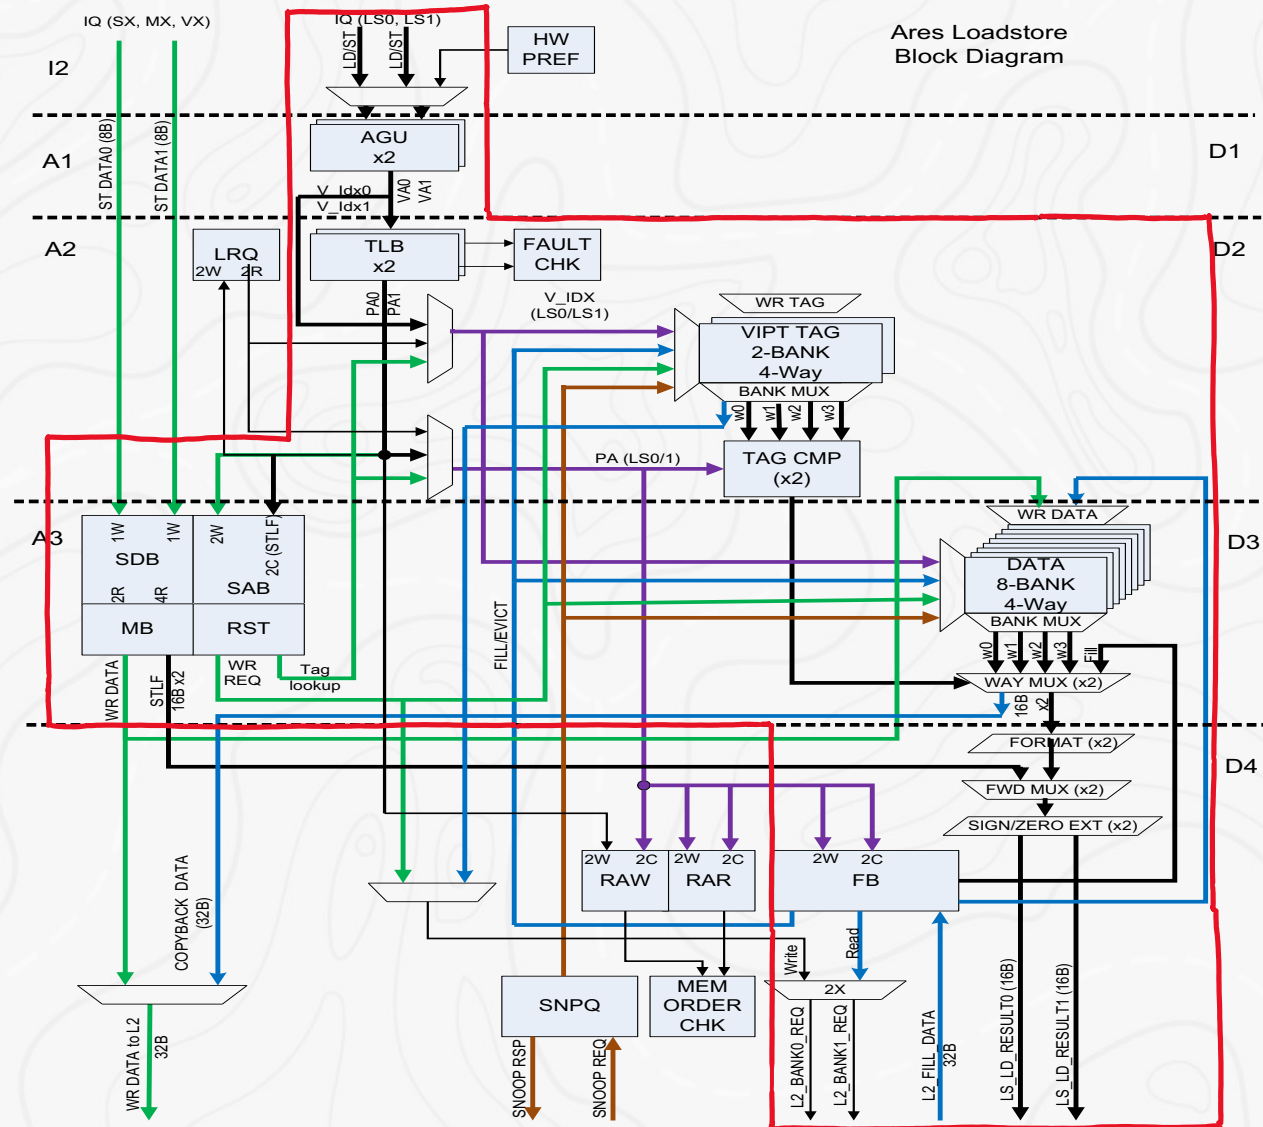 IQ (SX, MX, VX)
IQ (LS0, LS1)
Ares Loadstore
Block Diagram
I2
LD/ST
LD/ST
HW
PREF
A1
ST DATA0 (8B)
ST DATA1 (8B)
AGU
x2
D1
V_Idx0
V_Idx1
VA0
VA1
A2
LRQ
2W
2R
TLB
x2
FAULT
CHK
D2
PA0
PA1
V_IDX
(LS0/LS1)
WR TAG
VIPT TAG
2-BANK
4-Way
BANK MUX
w0
w1
w2
w3
PA (LS0/1)
TAG CMP
(x2)
A3
1W
1W
2W
2C (STLF)
SDB
SAB
2R
4R
MB
RST
WR DATA
DATA
8-BANK
4-Way
BANK MUX
D3
w0
w1
w2
w3
Fill
WAY MUX (x2)
16B
x2
WR DATA
STLF
16B x2
WR
REQ
Tag
lookup
FILL/EVICT
FORMAT (x2)
D4
FWD MUX (x2)
SIGN/ZERO EXT (x2)
2W
2C
RAW
2W
2C
RAR
2W
2C
FB
COPYBACK DATA
(32B)
Write
Read
SNPQ
MEM
ORDER
CHK
2X
WR DATA to L2
32B
SNOOP RSP
SNOOP REQ
L2_BANK0_REQ
L2_BANK1_REQ
L2_FILL_DATA
32B
LS_LD_RESULT0 (16B)
LS_LD_RESULT1 (16B)